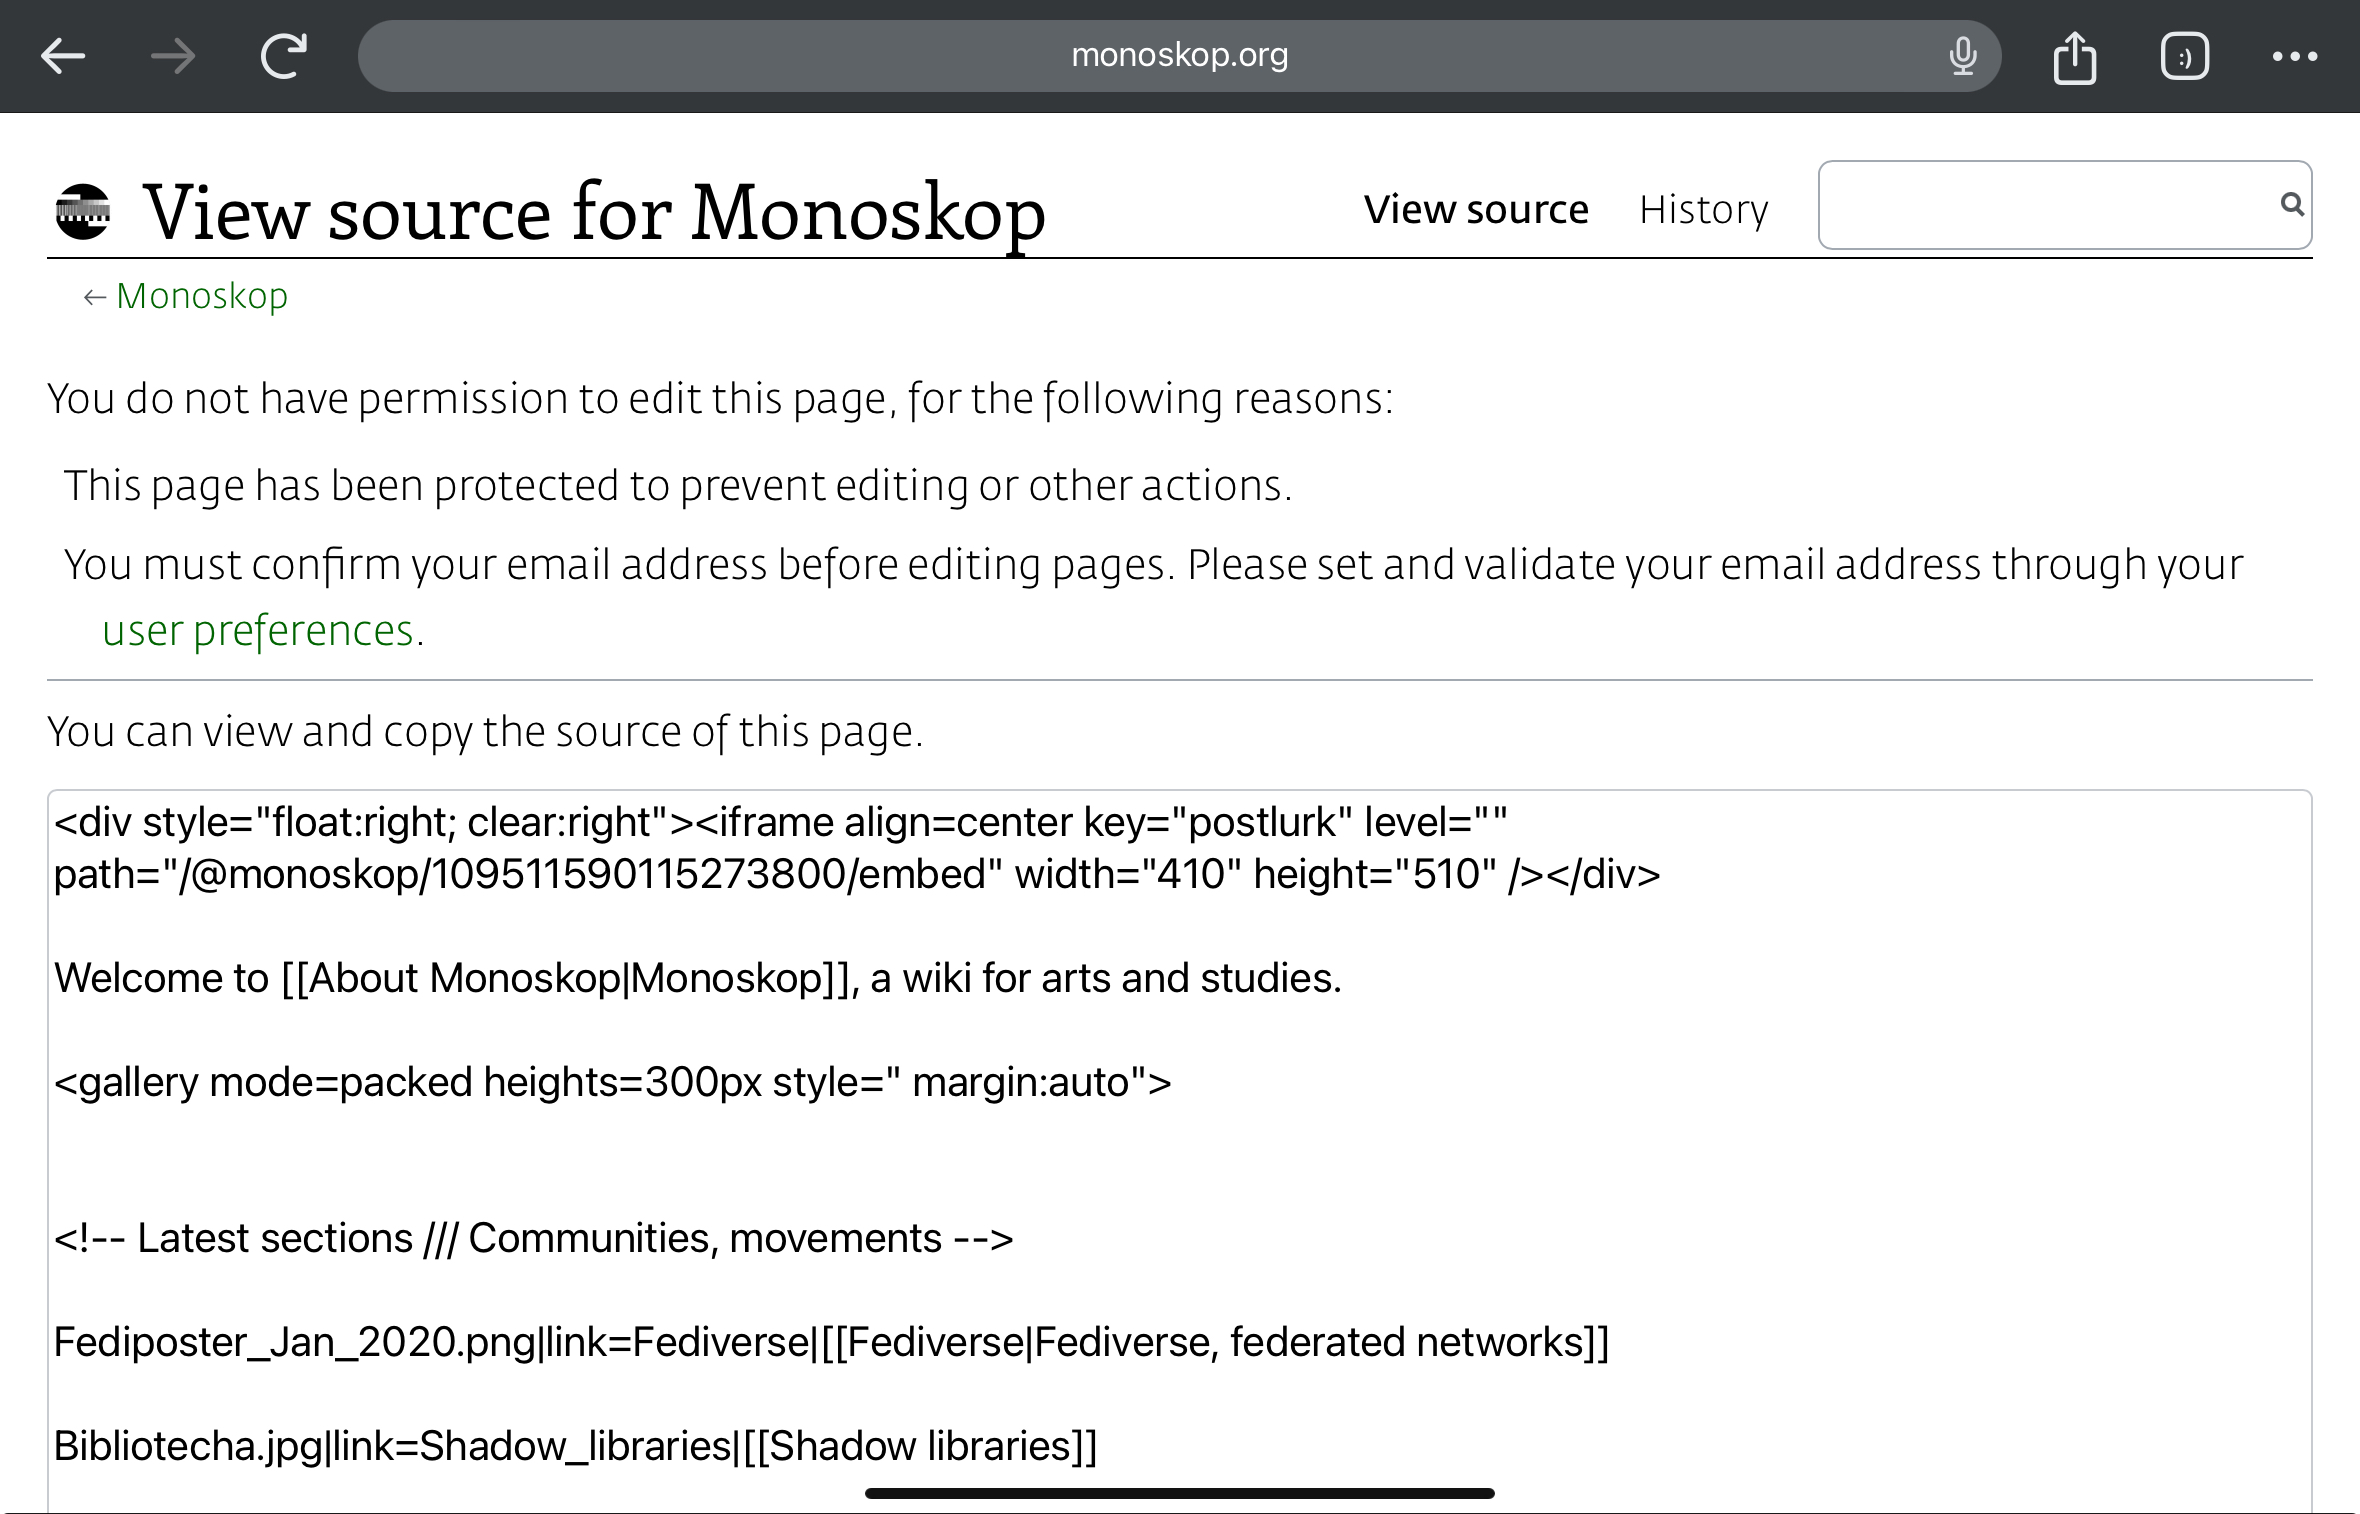 monoskop.org
:)
View source for Monoskop
View source
History
← Monoskop
You do not have permission to edit this page, for the following reasons:
This page has been protected to prevent editing or other actions.
You must confirm your email address before editing pages. Please set and validate your email address through your
user preferences.
You can view and copy the source of this page.
<div style="float:right; clear:right"><iframe align=center key="postlurk" level=""
path="/@monoskop/109511590115273800/embed" width="410" height="510" /></div>
Welcome to [[About Monoskop|Monoskop]], a wiki for arts and studies.
<gallery mode=packed heights=300px style=" margin:auto">
<!-- Latest sections /// Communities, movements -->
Fediposter_Jan_2020.png|link=Fediverse|[[Fediverse|Fediverse, federated networks]]
Bibliotecha.jpg|link=Shadow_libraries|[[Shadow libraries]]